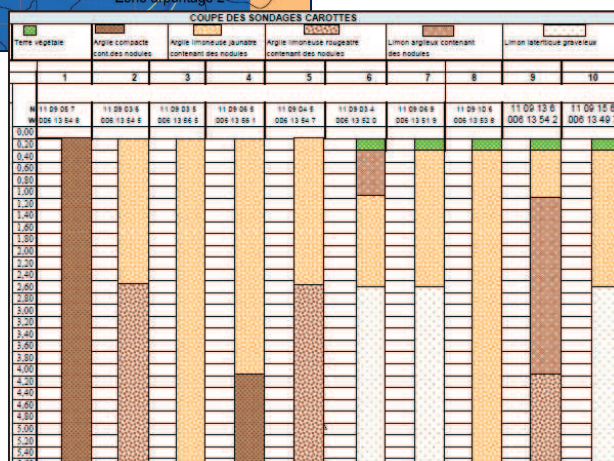 Zone arpentage 2
COUPE DES SONDAGES CAROTTES
Terre végétale
Argile compacte
cont.des nodules
Argile limoneuse jaunatre
contenant des nodules
Argile limoneuse rougeatre
contenant des nodules
Limon argileux contenant
des nodules
Limon latéritique graveleux
1 2 3 4 5 6 7 8 9 10
N 11 09 05 7 11 09 03 6 11 09 03 5 11 09 06 5 11 09 04 5 11 09 03 4 11 09 06 9 11 09 10 6 11 09 13 6 11 09 15 6
W 006 13 54 8 006 13 54 5 006 13 56 5 006 13 56 1 006 13 54 7 006 13 52 0 006 13 51 9 006 13 53 8 006 13 54 2 006 13 49
0,00
0,20
0,40
0,60
0,80
1,00
1,20
1,40
1,60
1,80
2,00
2,20
2,40
2,60
2,80
3,00
3,20
3,40
3,60
3,80
4,00
4,20
4,40
4,60
4,80
5,00
5,20
5,40